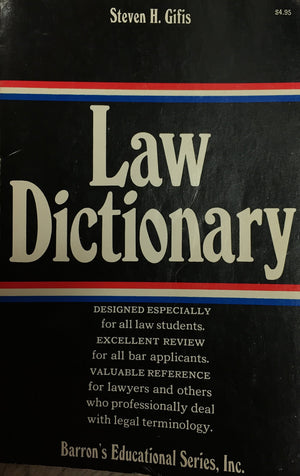 Steven H. Gifis
$4.95
Law
Dictionary
DESIGNED ESPECIALLY
for all law students.
EXCELLENT REVIEW
for all bar applicants.
VALUABLE REFERENCE
for lawyers and others
who professionally deal
with legal terminology.
Barron's Educational Series, Inc.